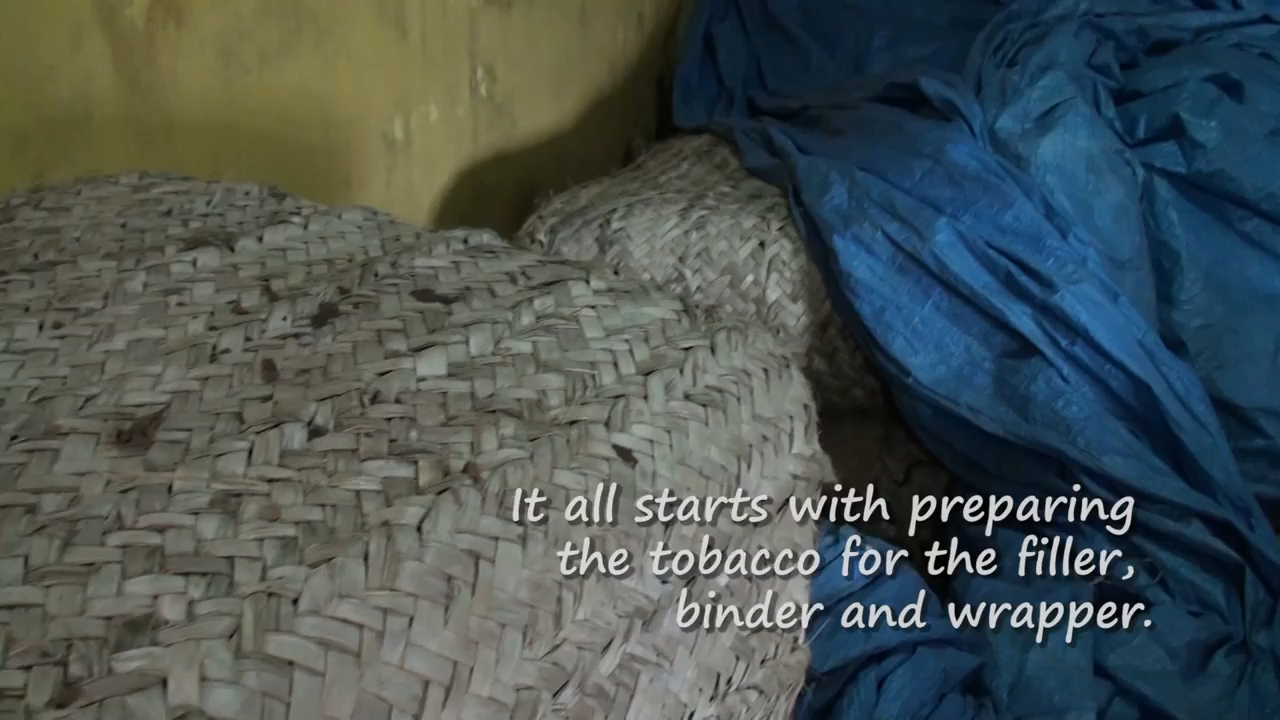 It all starts with preparing
the tobacco for the filler,
binder and wrapper.